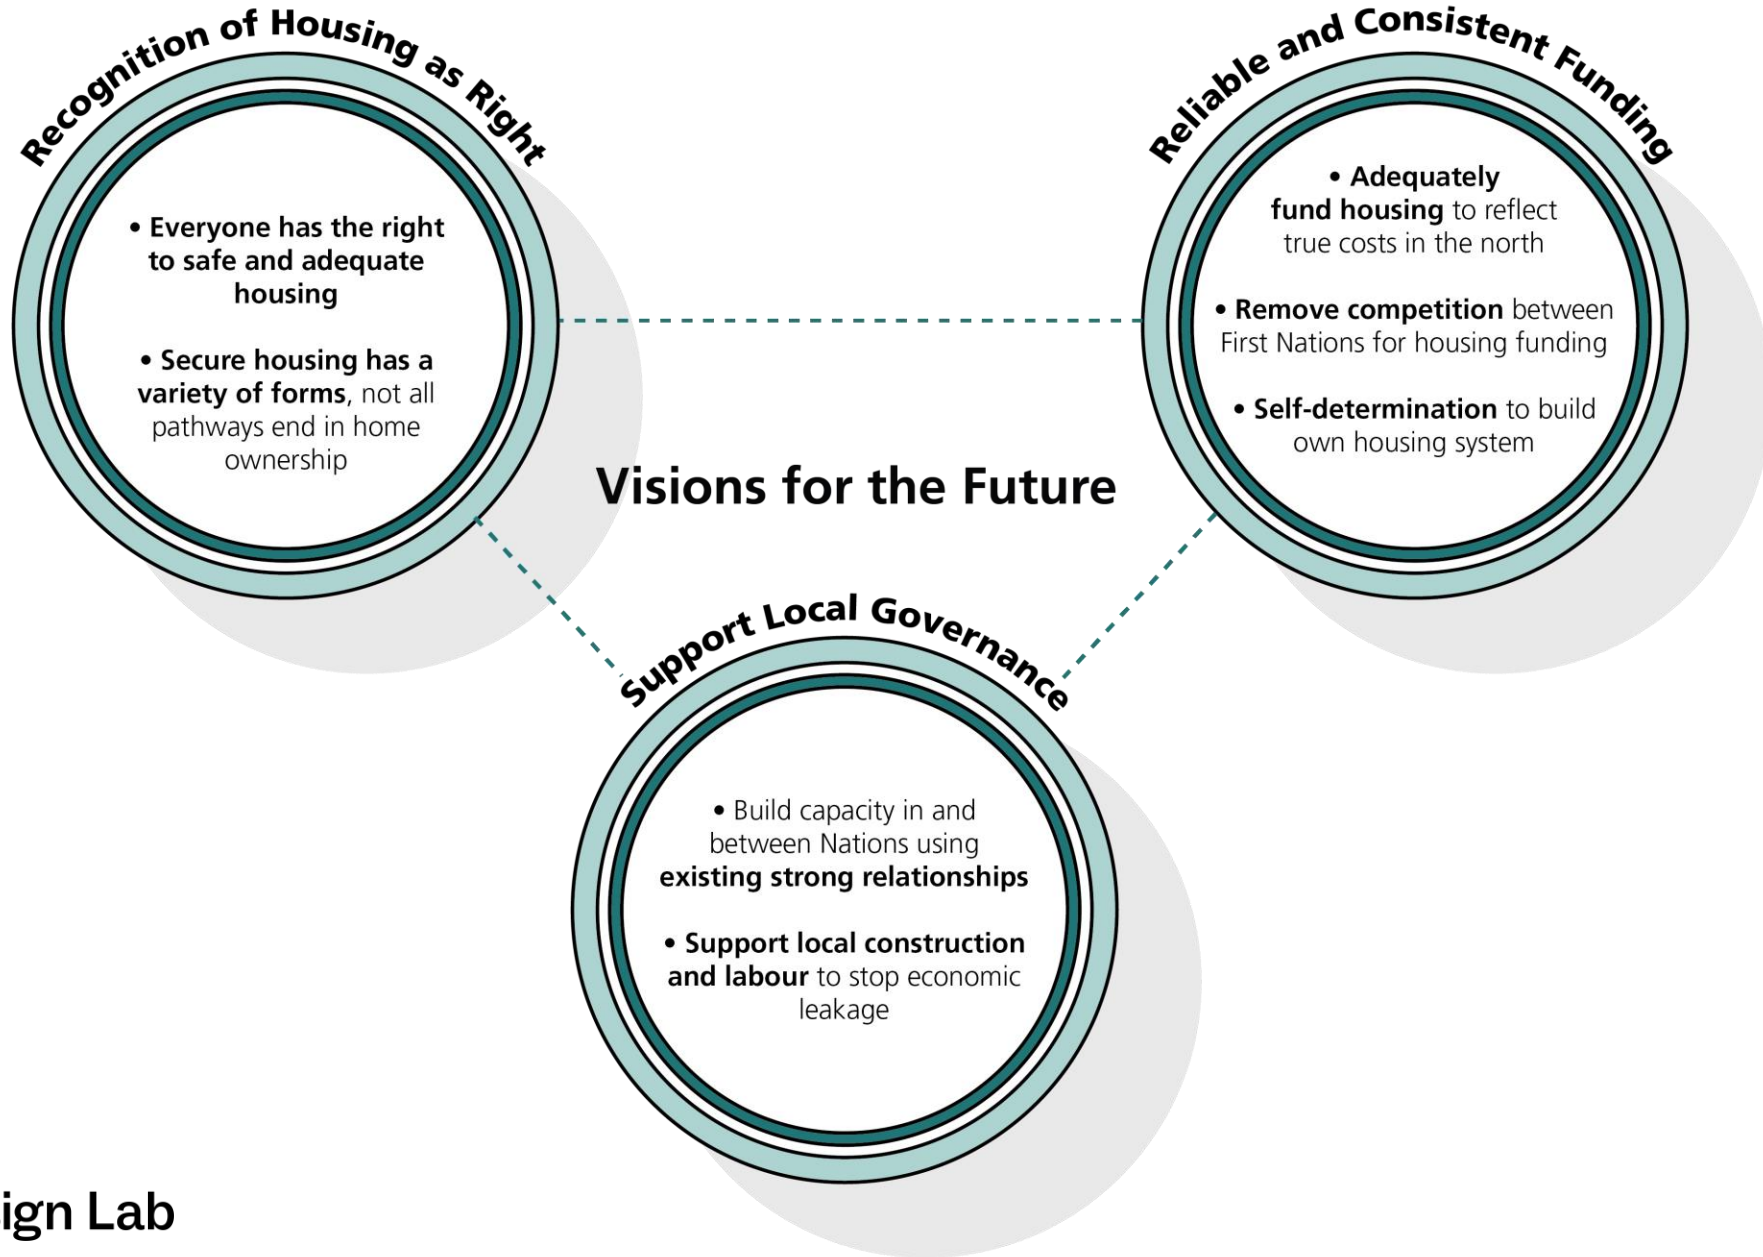 Recognition of Housing as Right
• Everyone has the right
to safe and adequate
housing
• Secure housing has a
variety of forms, not all
pathways end in home
ownership
Reliable and Consistent Funding
• Adequately
fund housing to reflect
true costs in the north
• Remove competition between
First Nations for housing funding
• Self-determination to build
own housing system
Visions for the Future
Support Local Governance
• Build capacity in and
between Nations using
existing strong relationships
• Support local construction
and labour to stop economic
leakage
ign Lab